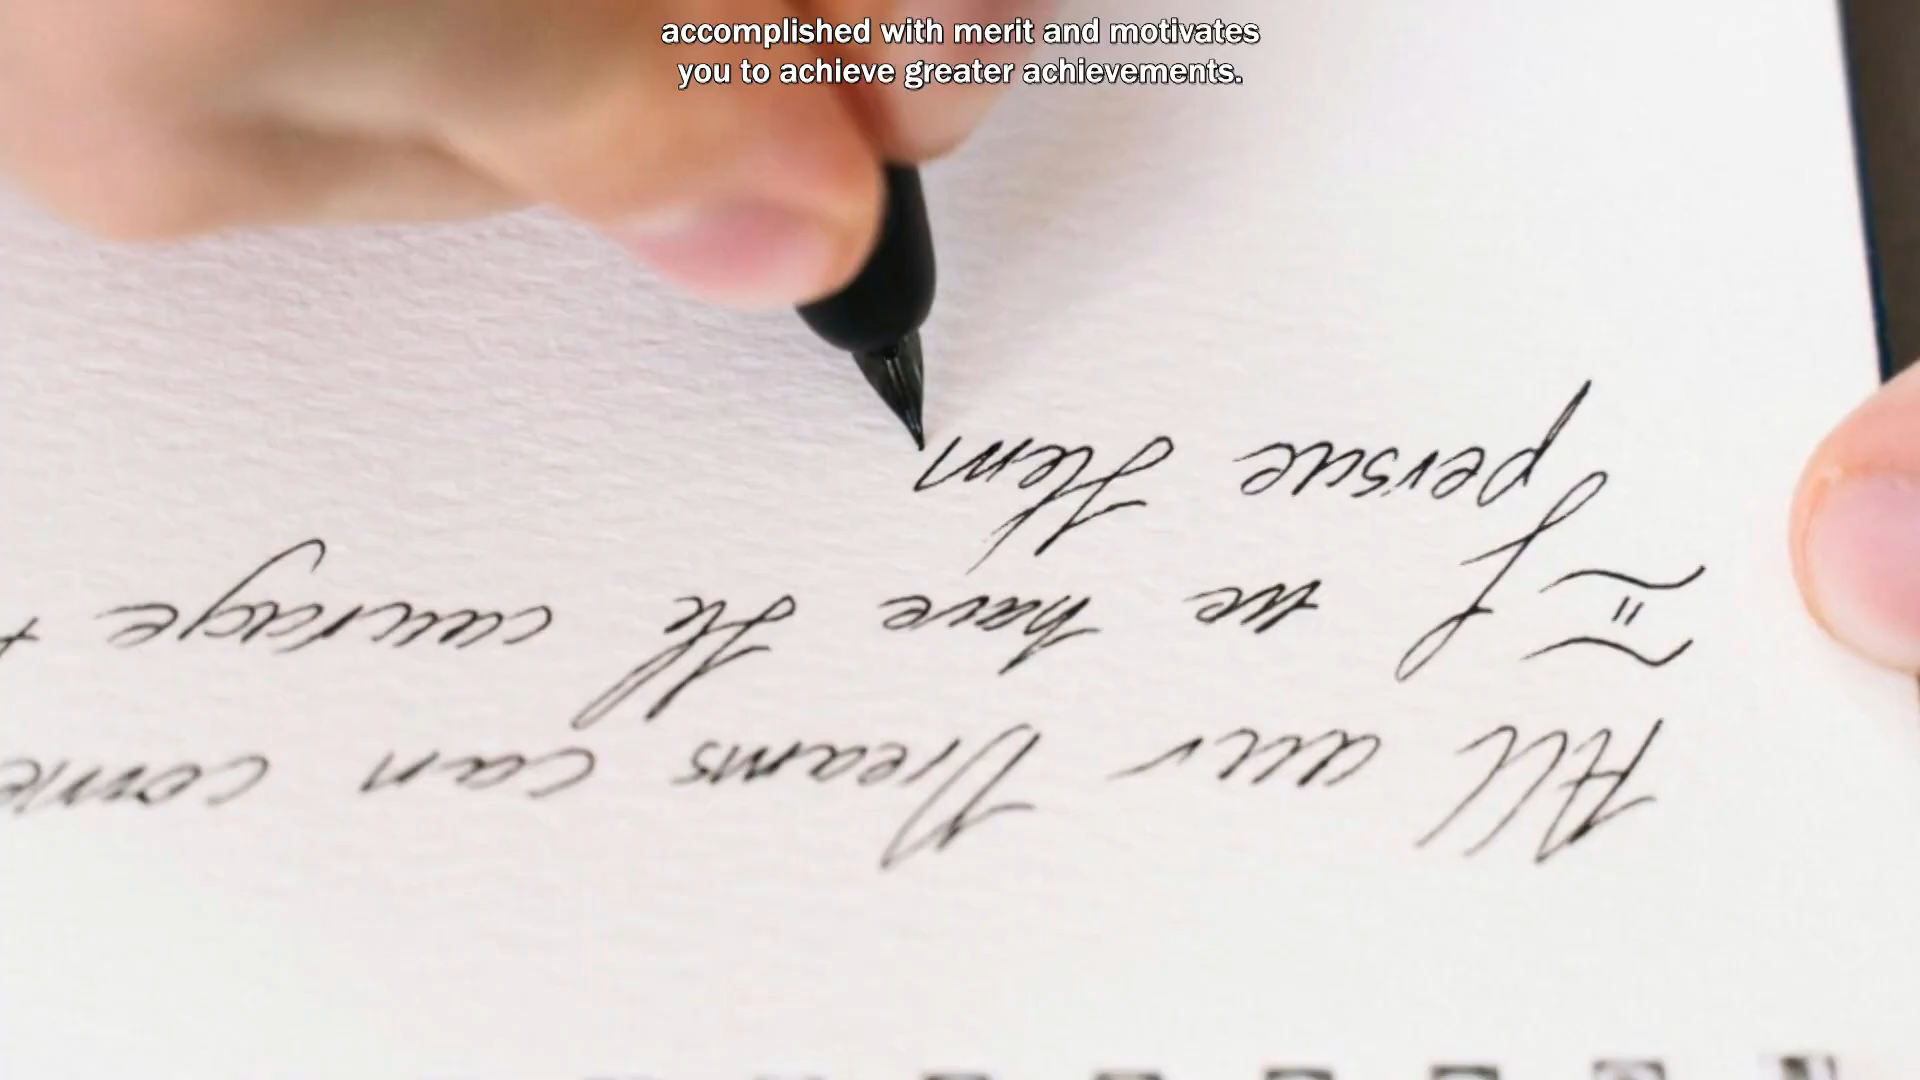 accomplished with merit and motivates
you to achieve greater achievements.
All our Dreams can come
if we have the courage
persue them